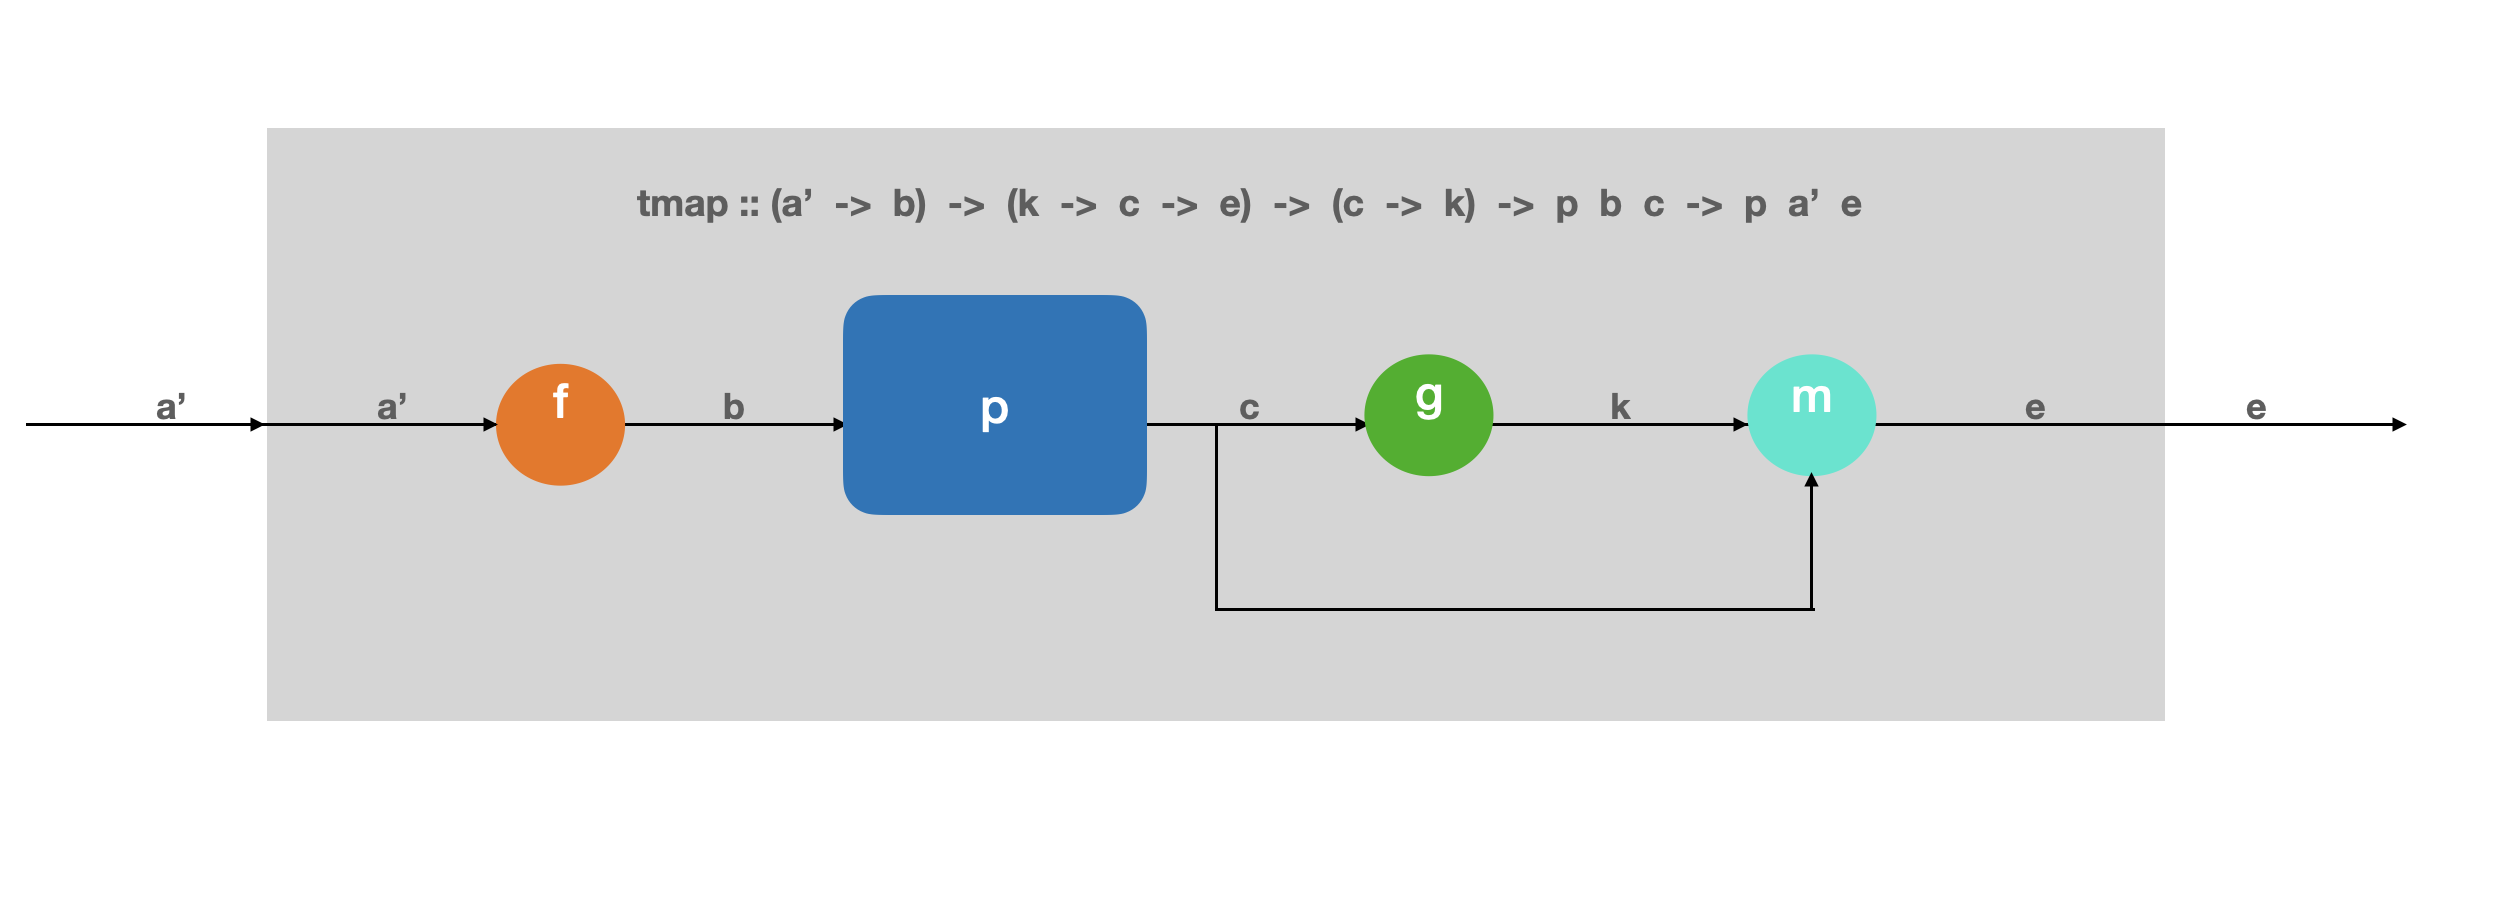 tmap :: (a’ -> b) -> (k -> c -> e) -> (c -> k) -> p b c -> p a’ e
a’ a’ f b p c g k m e e